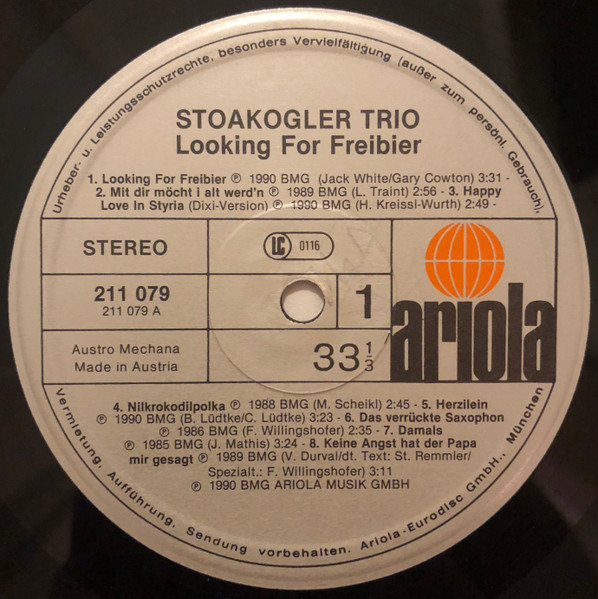 Urheber- u. Leistungsschutzrechte, besonders Vervielfältigung (außer zum persönl. Gebrauch),
STOAKOGLER TRIO
Looking For Freibier
1. Looking For Freibier ℗ 1990 BMG (Jack White/Gary Cowton) 3:31 -
2. Mit dir möcht i alt werd'n ℗ 1989 BMG (L. Traint) 2:56 - 3. Happy
Love In Styria (Dixi-Version) ℗ 1990 BMG (H. Kreissl-Wurth) 2:49 -
STEREO
LC 0116
211 079
211 079 A
1
ariola
Austro Mechana
Made in Austria
33 1/3
4. Nilkrokodilpolka ℗ 1988 BMG (M. Scheikl) 2:45 - 5. Herzilein
℗ 1990 BMG (B. Lüdtke/C. Lüdtke) 3:23 - 6. Das verrückte Saxophon
℗ 1986 BMG (F. Willingshofer) 2:35 - 7. Damals
℗ 1985 BMG (J. Mathis) 3:24 - 8. Keine Angst hat der Papa
mir gesagt ℗ 1989 BMG (V. Durval/dt. Text: St. Remmler/
Spezialt.: F. Willingshofer) 3:11
℗ 1990 BMG ARIOLA MUSIK GMBH
Vermietung, Aufführung, Sendung vorbehalten. Ariola-Eurodisc GmbH., München